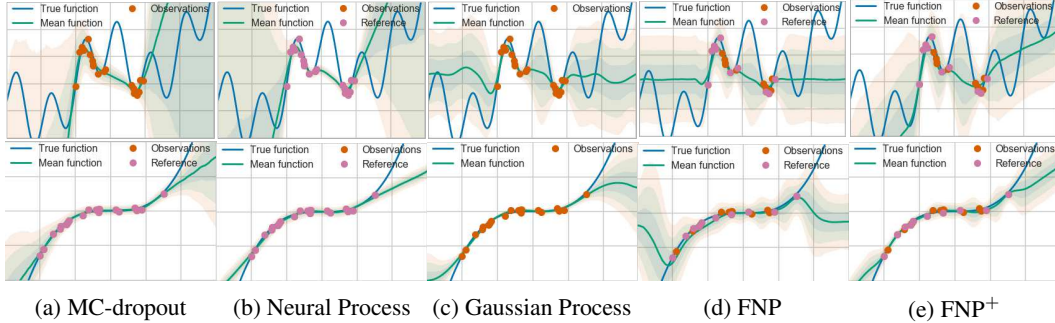 True function Observations
Mean function
True function Observations
Mean function Reference
True function Observations
Mean function
True function Observations
Mean function Reference
True function Observations
Mean function Reference
True function Observations
Mean function Reference
True function Observations
Mean function Reference
True function Observations
Mean function
True function Observations
Mean function Reference
True function Observations
Mean function Reference
(a) MC-dropout
(b) Neural Process
(c) Gaussian Process
(d) FNP
(e) FNP⁺